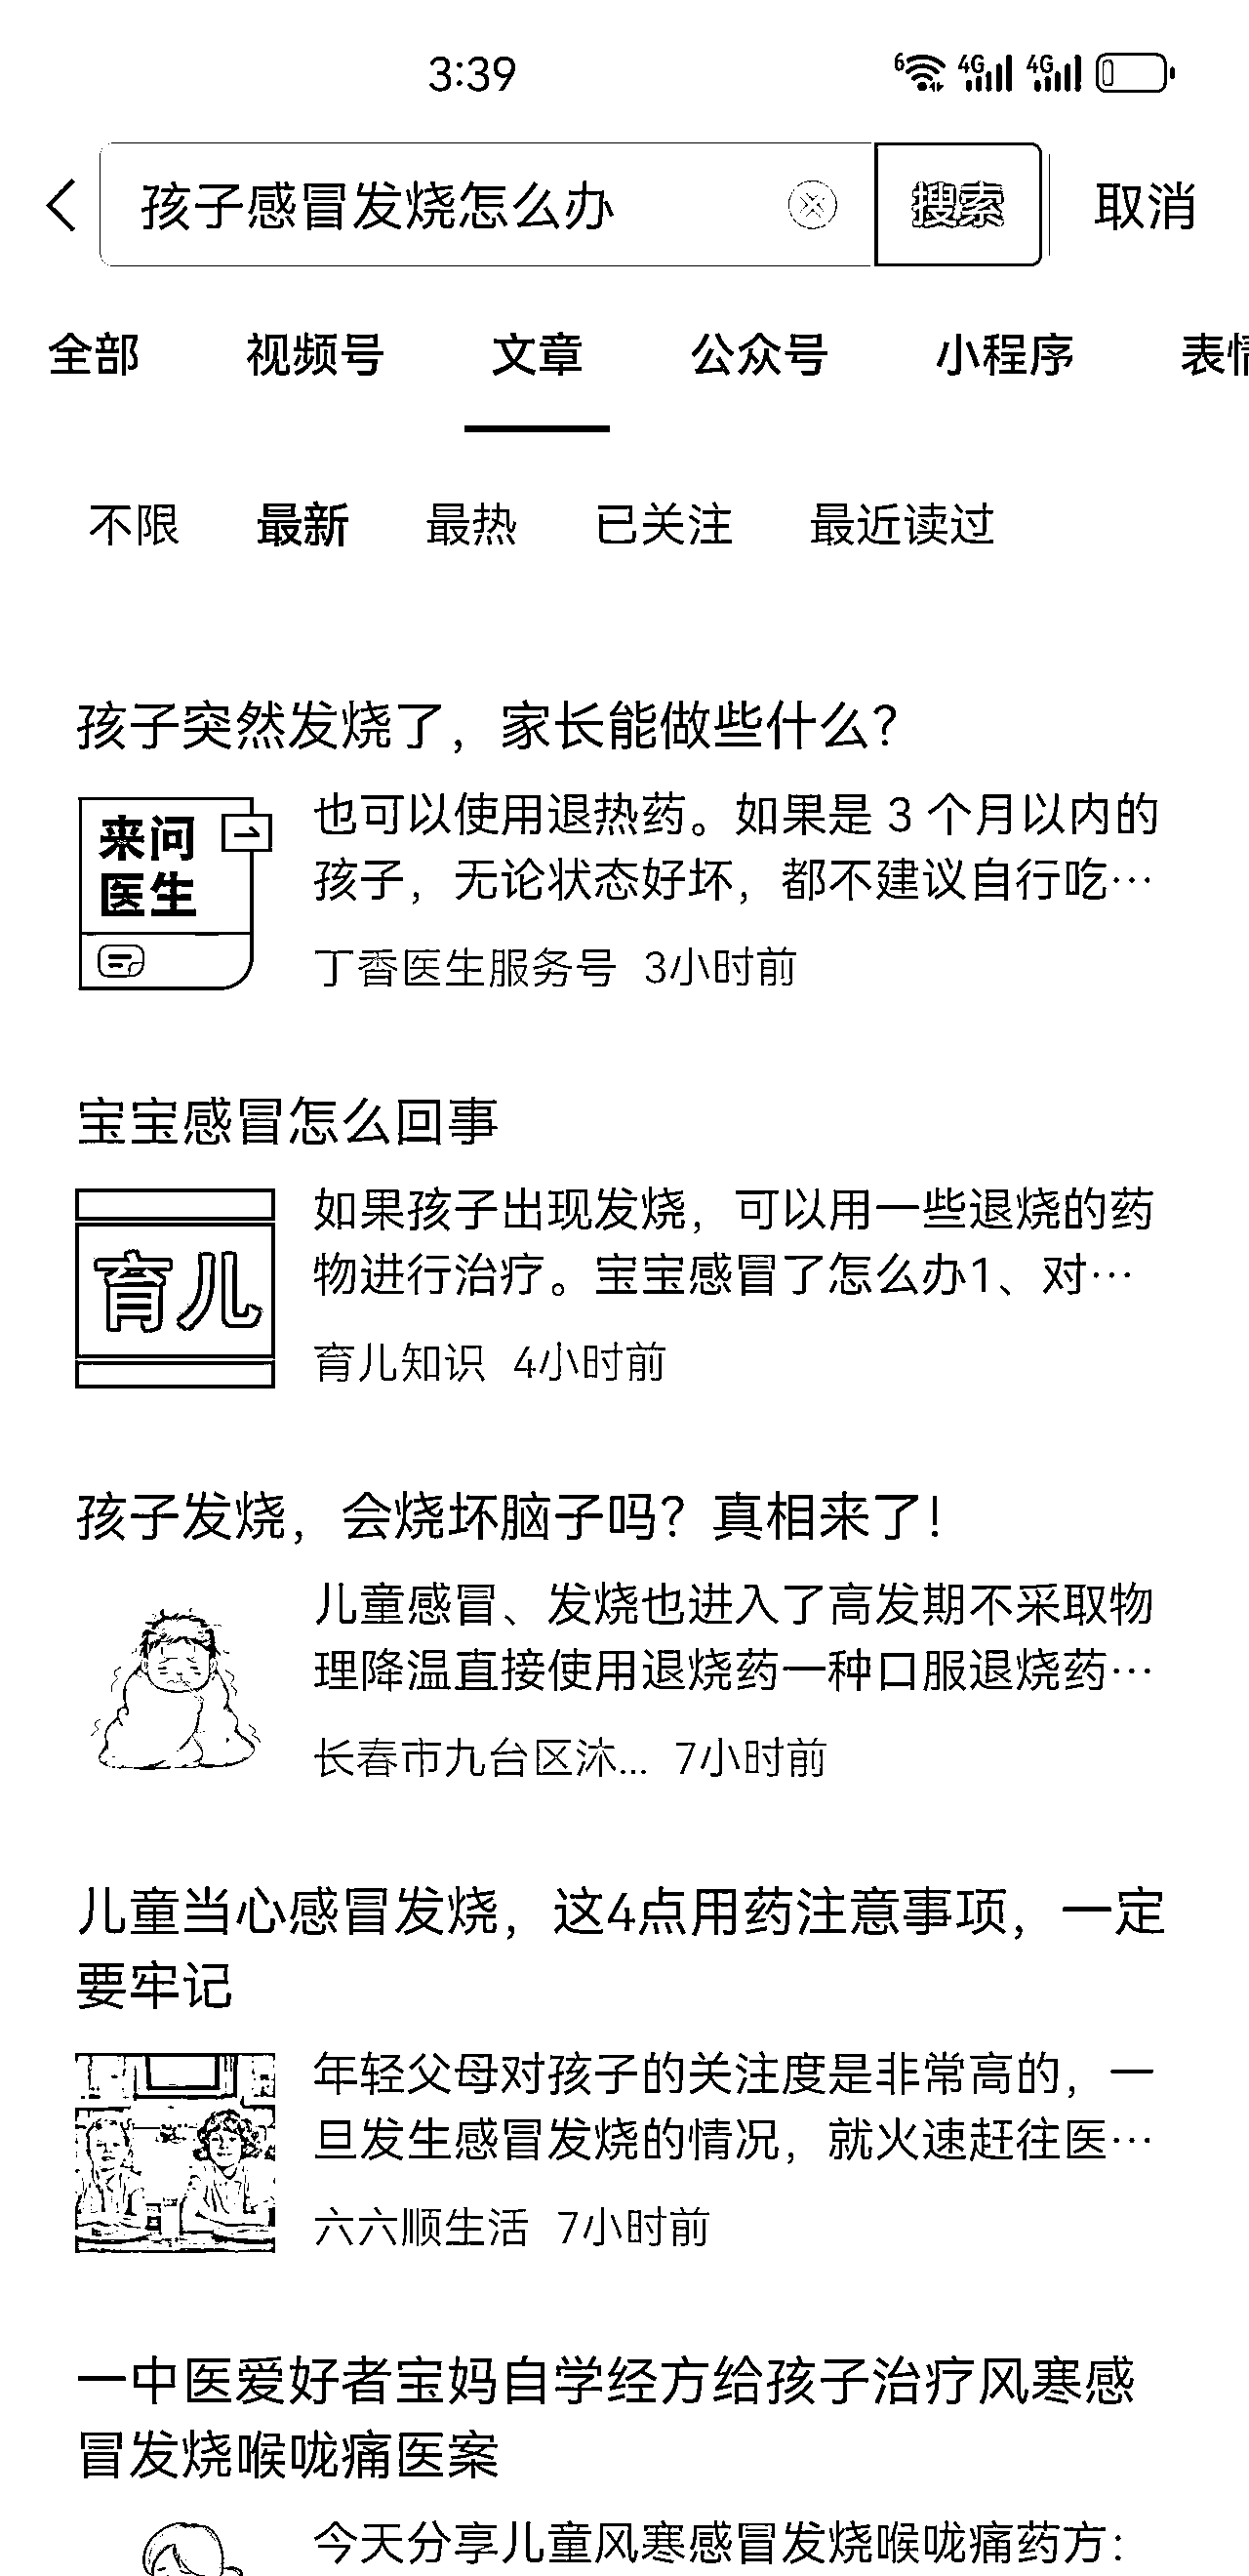 3:39
6 4G 4G
孩子感冒发烧怎么办 搜索 取消
全部 视频号 文章 公众号 小程序 表情
不限 最新 最热 已关注 最近读过
孩子突然发烧了，家长能做些什么？
来问
医生
也可以使用退热药。如果是 3 个月以内的
孩子，无论状态好坏，都不建议自行吃…
丁香医生服务号 3小时前
宝宝感冒怎么回事
育儿
如果孩子出现发烧，可以用一些退烧的药
物进行治疗。宝宝感冒了怎么办1、对…
育儿知识 4小时前
孩子发烧，会烧坏脑子吗？真相来了！
儿童感冒、发烧也进入了高发期不采取物
理降温直接使用退烧药一种口服退烧药…
长春市九台区沐... 7小时前
儿童当心感冒发烧，这4点用药注意事项，一定
要牢记
年轻父母对孩子的关注度是非常高的，一
旦发生感冒发烧的情况，就火速赶往医…
六六顺生活 7小时前
一中医爱好者宝妈自学经方给孩子治疗风寒感
冒发烧喉咙痛医案
今天分享儿童风寒感冒发烧喉咙痛药方：